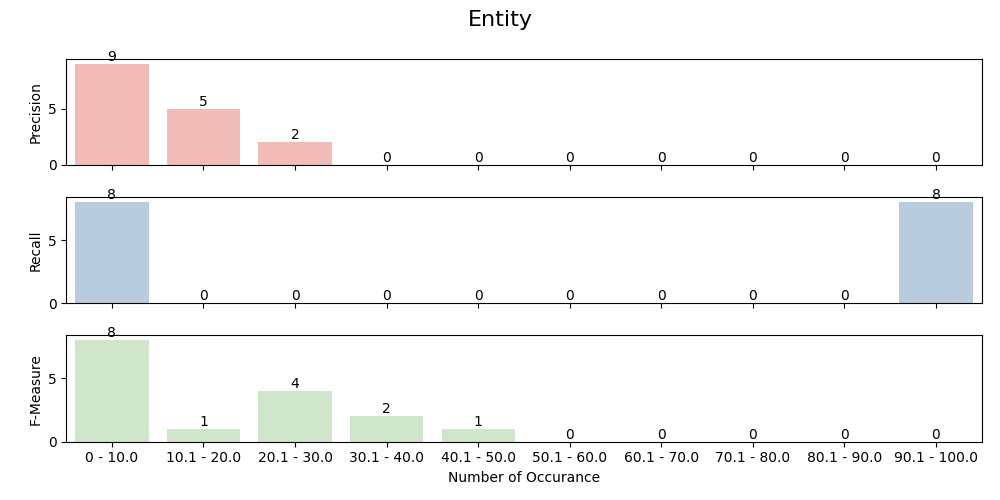 Entity
Precision
5
0
9 5 2 0 0 0 0 0 0 0
Recall
5
0
8 0 0 0 0 0 0 0 0 8
F-Measure
5
0
8 1 4 2 1 0 0 0 0 0
0 - 10.0 10.1 - 20.0 20.1 - 30.0 30.1 - 40.0 40.1 - 50.0 50.1 - 60.0 60.1 - 70.0 70.1 - 80.0 80.1 - 90.0 90.1 - 100.0
Number of Occurance